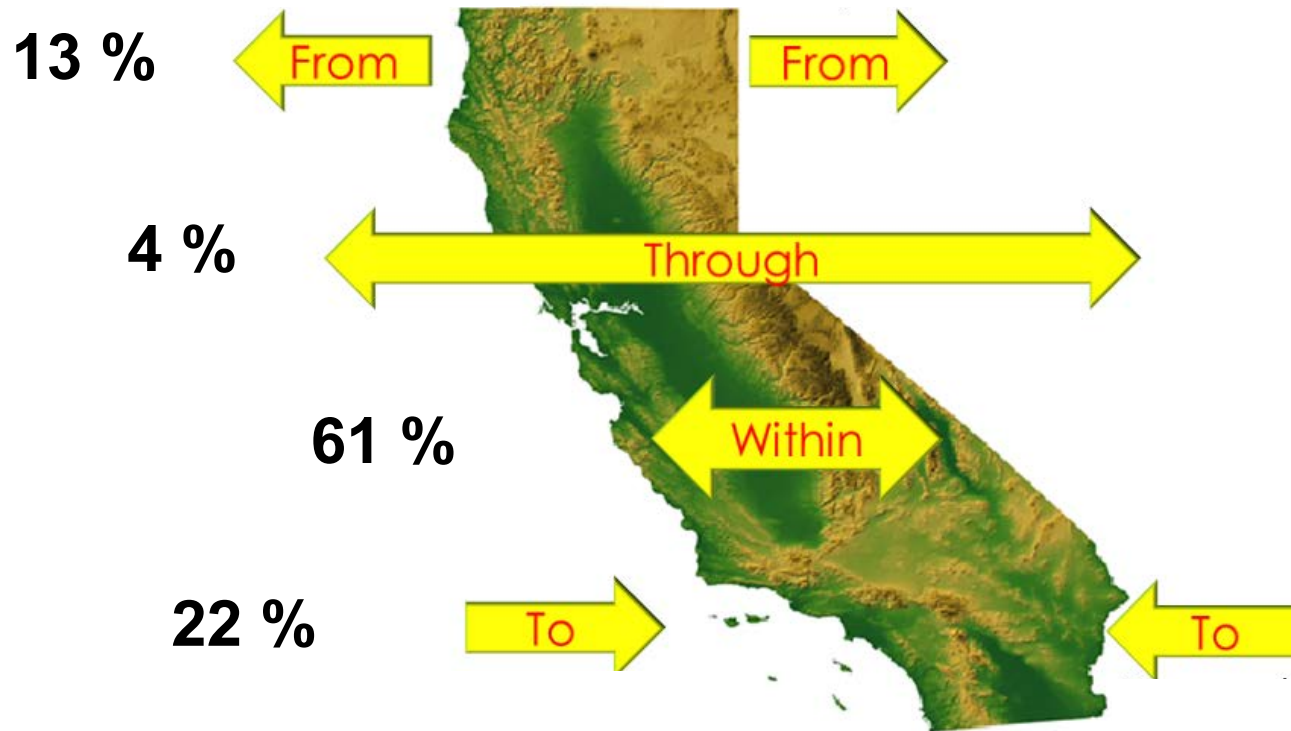 13 % From From
4 % Through
61 % Within
22 % To To